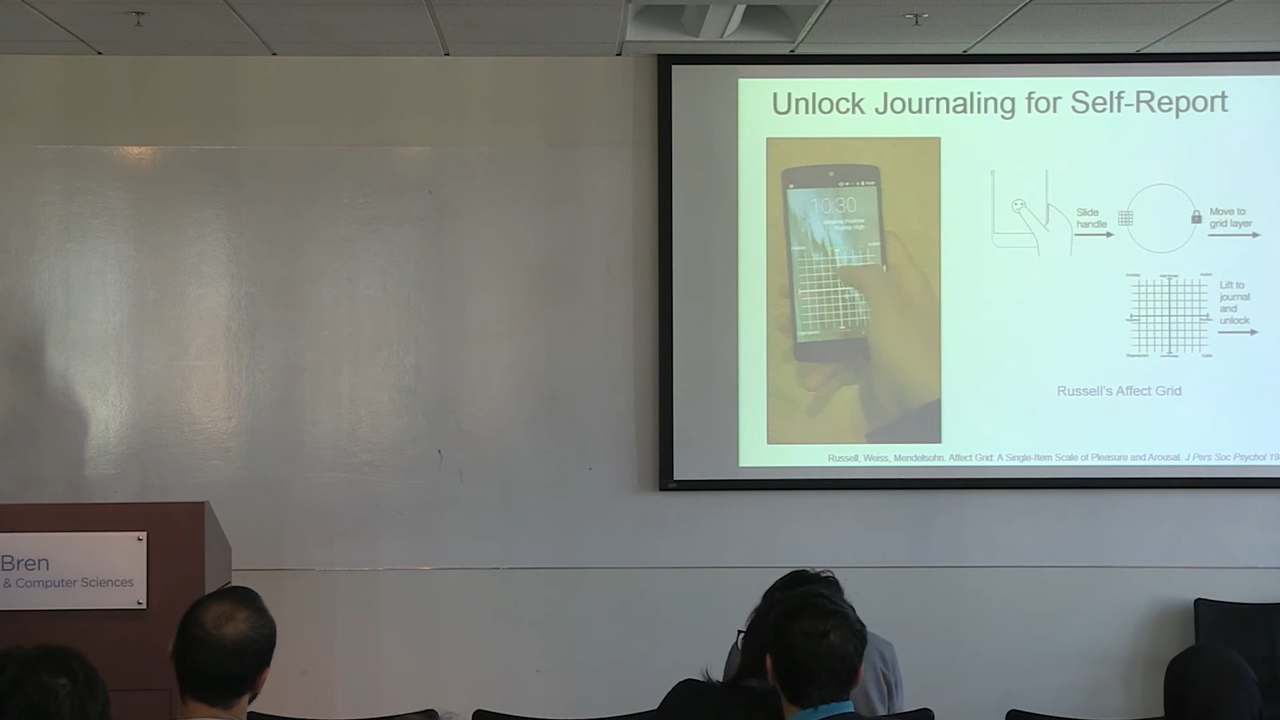 Unlock Journaling for Self-Report
10:30
Slide
handle
Move to
grid layer
Lift to
journal
and
unlock
Russell's Affect Grid
Russell, Weiss, Mendelsohn. Affect Grid: A Single-Item Scale of Pleasure and Arousal. J Pers Soc Psychol 19
Bren
& Computer Sciences